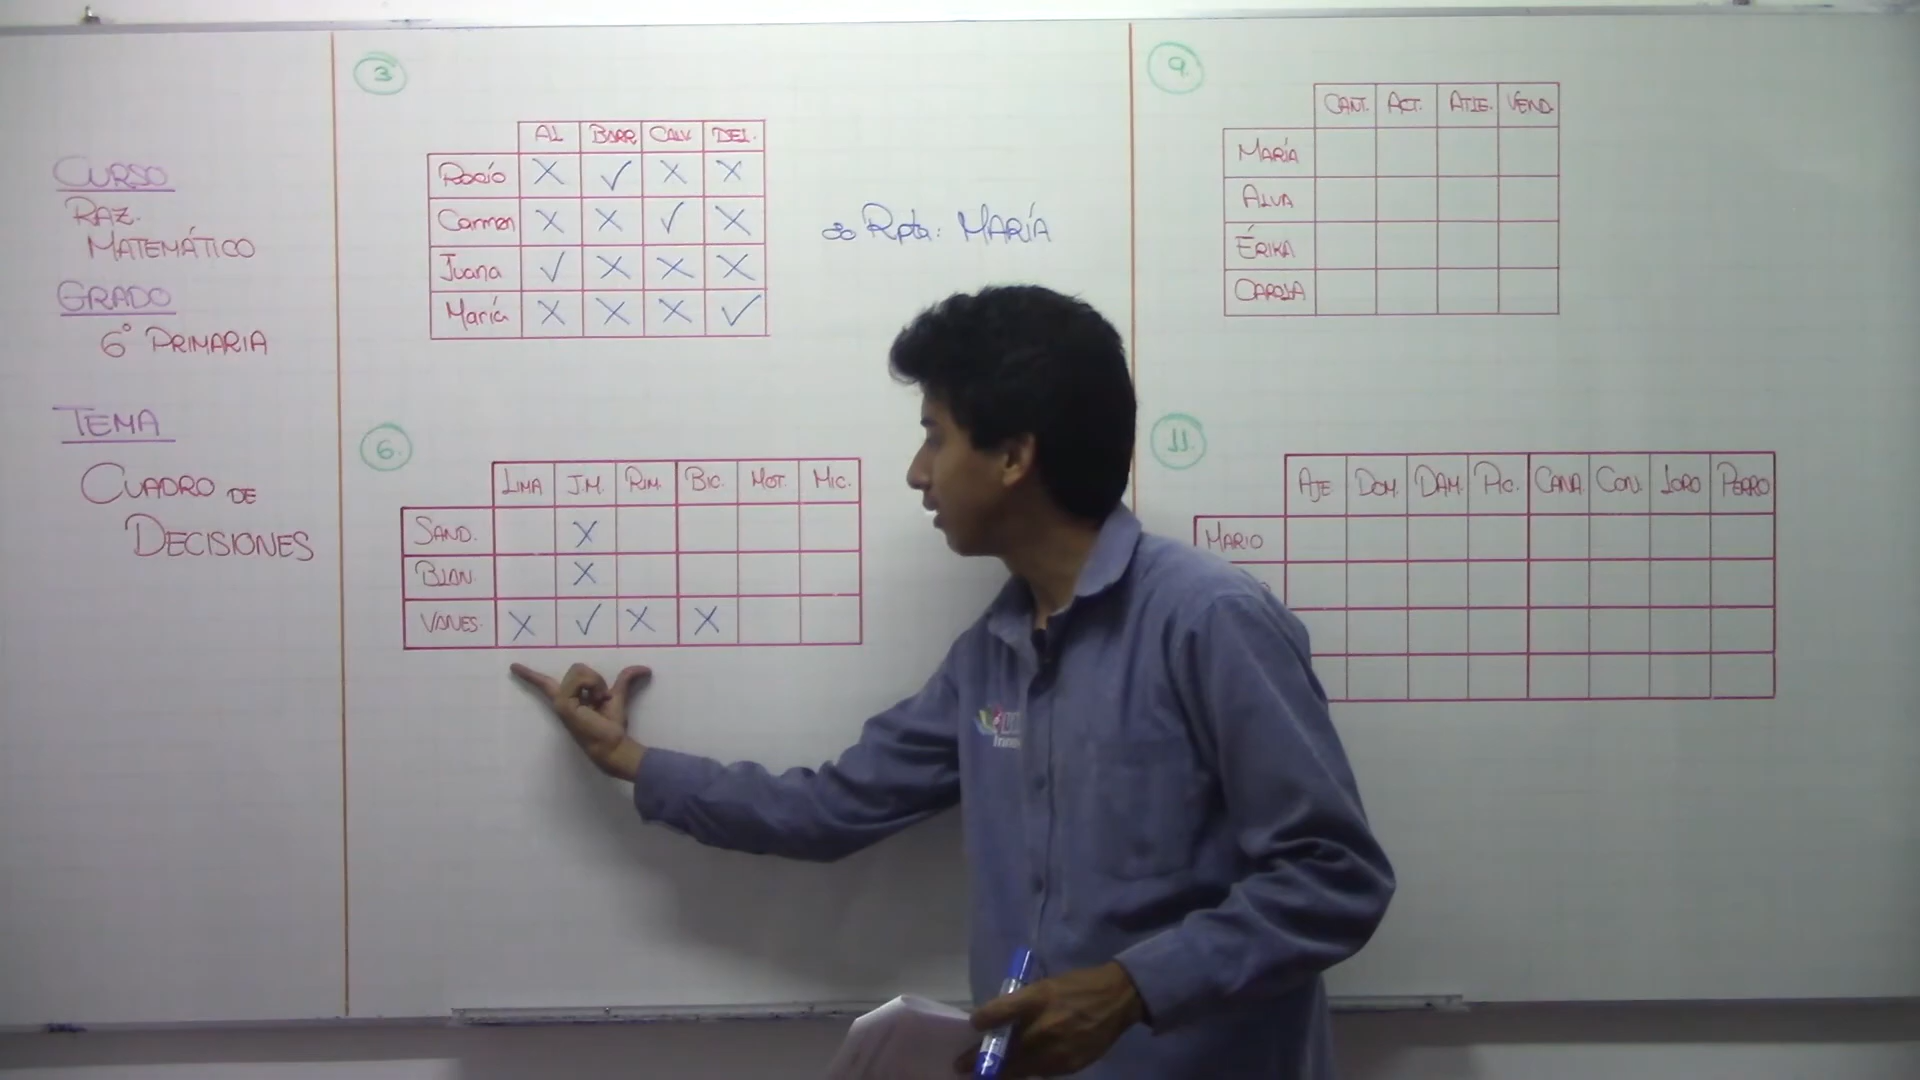 CURSO
RAZ.
MATEMÁTICO
GRADO
6° PRIMARIA
TEMA
CUADRO DE
DECISIONES
3
AL BARR CALV. DEL.
Rocío X ✓ X X
Carmen X X ✓ X
Juana ✓ X X X
María X X X ✓
Rpta: MARÍA
6.
LIMA J.M. RIM. BIC. MOT. MIC.
SAND. X
BLAN. X
VANES. X ✓ X X
9.
CANT. ACT. ATLE. VEND.
MARÍA
ALVA
ÉRIKA
CAROLA
11.
AJE DOM. DAM. PIC. CANA. CON. LORO PERRO
MARIO